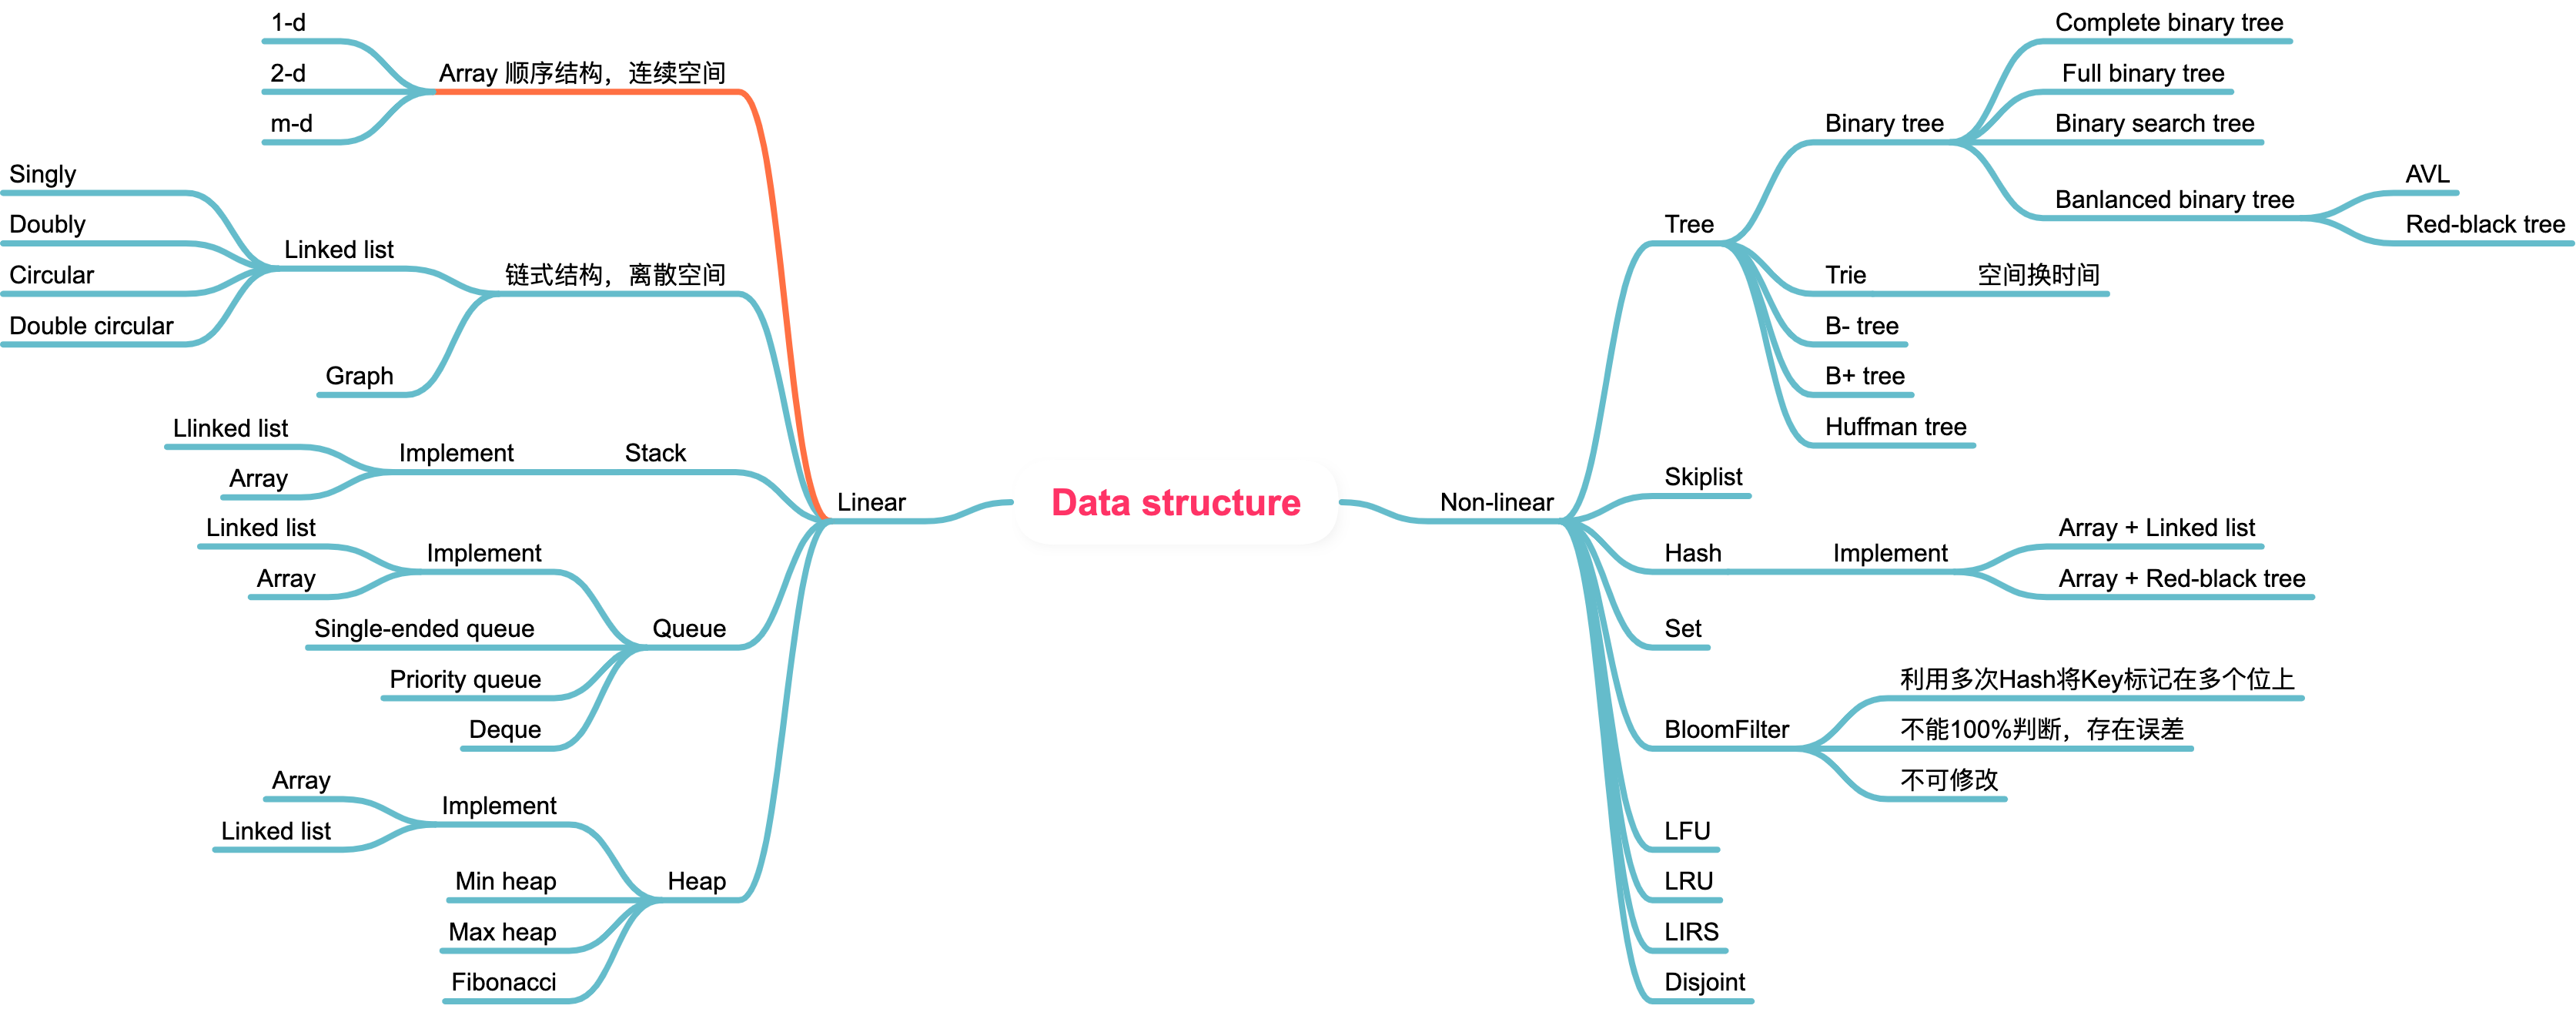 Data structure
Linear
Array 顺序结构，连续空间
1-d
2-d
m-d
链式结构，离散空间
Linked list
Singly
Doubly
Circular
Double circular
Graph
Stack
Implement
Llinked list
Array
Queue
Implement
Linked list
Array
Single-ended queue
Priority queue
Deque
Heap
Implement
Array
Linked list
Min heap
Max heap
Fibonacci
Non-linear
Tree
Binary tree
Complete binary tree
Full binary tree
Binary search tree
Banlanced binary tree
AVL
Red-black tree
Trie
空间换时间
B- tree
B+ tree
Huffman tree
Skiplist
Hash
Implement
Array + Linked list
Array + Red-black tree
Set
BloomFilter
利用多次Hash将Key标记在多个位上
不能100%判断，存在误差
不可修改
LFU
LRU
LIRS
Disjoint